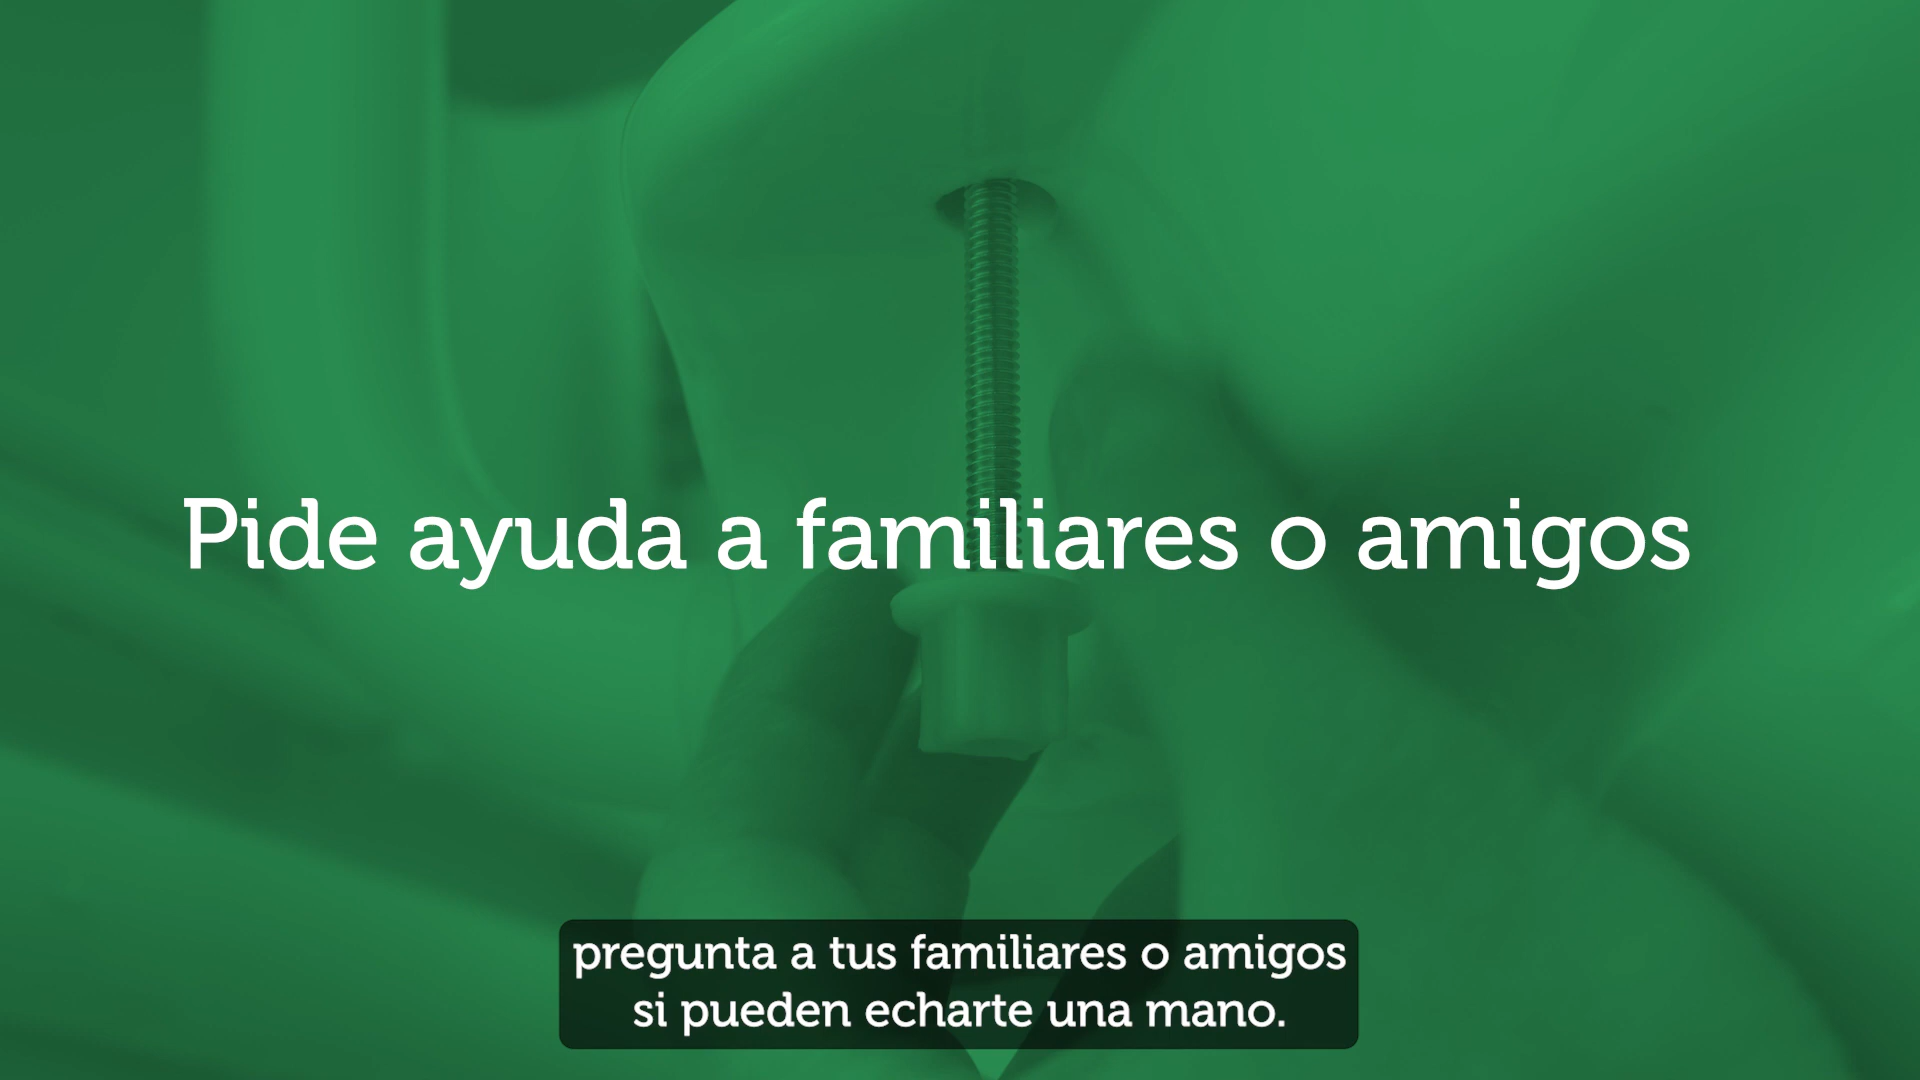 Pide ayuda a familiares o amigos
pregunta a tus familiares o amigos
si pueden echarte una mano.